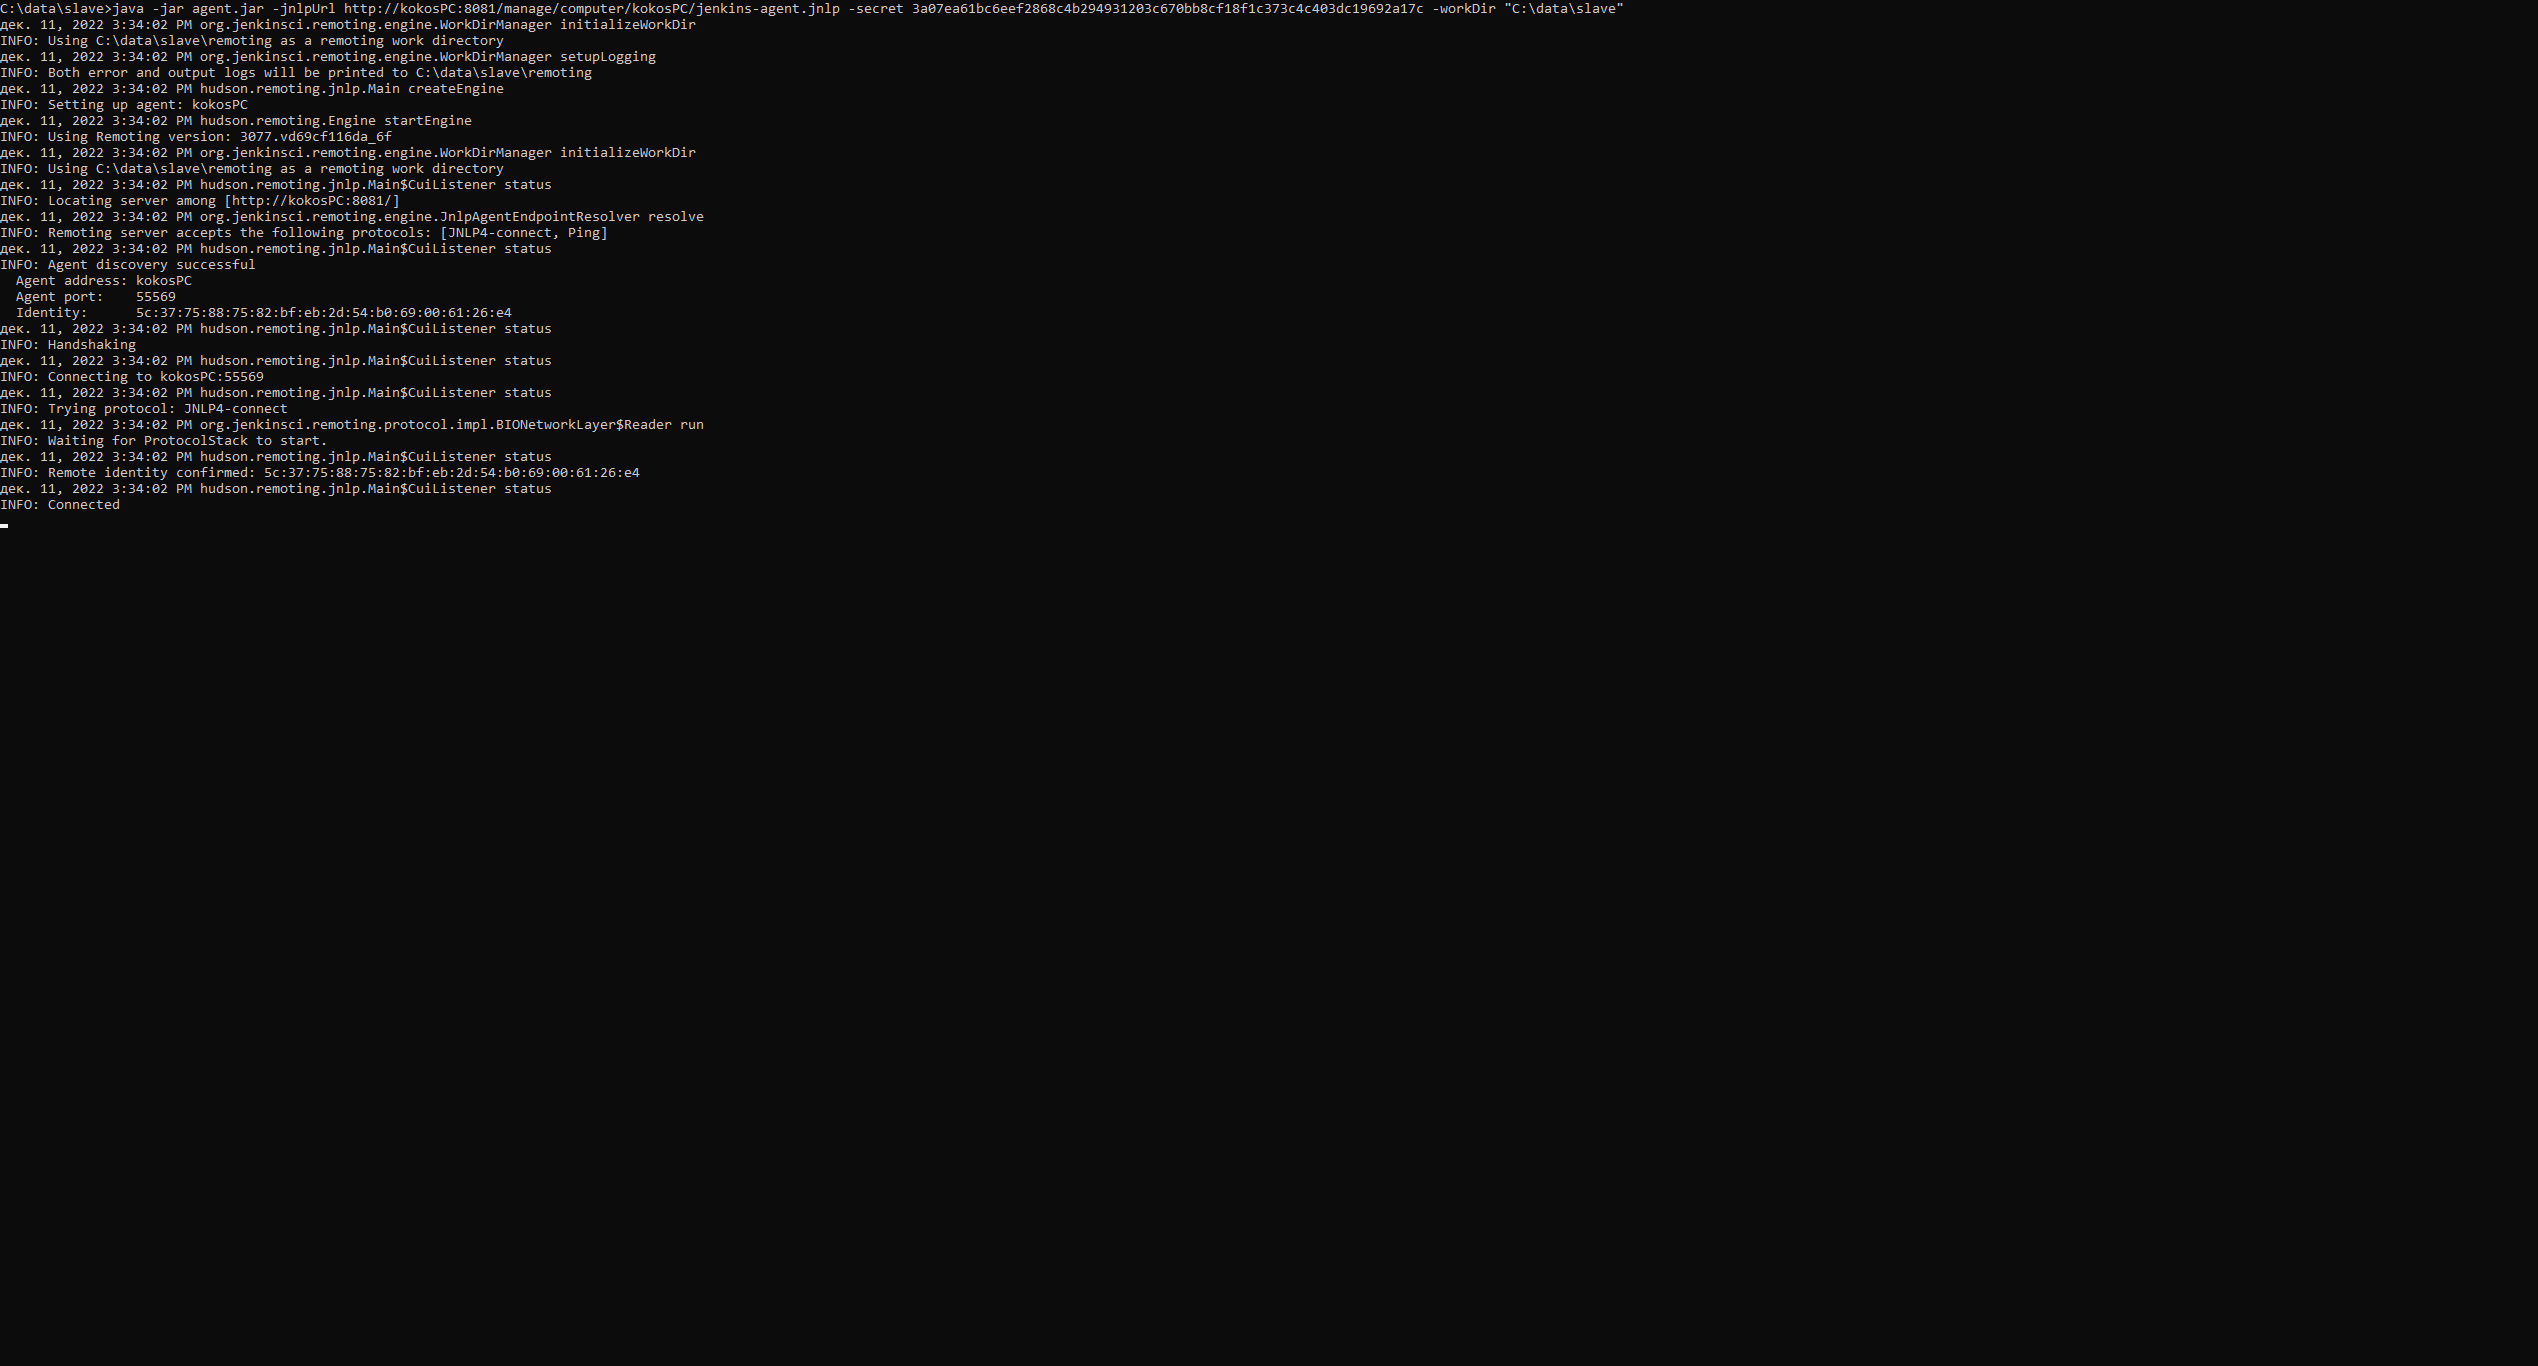 C:\data\slave>java -jar agent.jar -jnlpUrl http://kokosPC:8081/manage/computer/kokosPC/jenkins-agent.jnlp -secret 3a07ea61bc6eef2868c4b294931203c670bb8cf18f1c373c4c403dc19692a17c -workDir "C:\data\slave"
дек. 11, 2022 3:34:02 PM org.jenkinsci.remoting.engine.WorkDirManager initializeWorkDir
INFO: Using C:\data\slave\remoting as a remoting work directory
дек. 11, 2022 3:34:02 PM org.jenkinsci.remoting.engine.WorkDirManager setupLogging
INFO: Both error and output logs will be printed to C:\data\slave\remoting
дек. 11, 2022 3:34:02 PM hudson.remoting.jnlp.Main createEngine
INFO: Setting up agent: kokosPC
дек. 11, 2022 3:34:02 PM hudson.remoting.Engine startEngine
INFO: Using Remoting version: 3077.vd69cf116da_6f
дек. 11, 2022 3:34:02 PM org.jenkinsci.remoting.engine.WorkDirManager initializeWorkDir
INFO: Using C:\data\slave\remoting as a remoting work directory
дек. 11, 2022 3:34:02 PM hudson.remoting.jnlp.Main$CuiListener status
INFO: Locating server among [http://kokosPC:8081/]
дек. 11, 2022 3:34:02 PM org.jenkinsci.remoting.engine.JnlpAgentEndpointResolver resolve
INFO: Remoting server accepts the following protocols: [JNLP4-connect, Ping]
дек. 11, 2022 3:34:02 PM hudson.remoting.jnlp.Main$CuiListener status
INFO: Agent discovery successful
  Agent address: kokosPC
  Agent port:    55569
  Identity:      5c:37:75:88:75:82:bf:eb:2d:54:b0:69:00:61:26:e4
дек. 11, 2022 3:34:02 PM hudson.remoting.jnlp.Main$CuiListener status
INFO: Handshaking
дек. 11, 2022 3:34:02 PM hudson.remoting.jnlp.Main$CuiListener status
INFO: Connecting to kokosPC:55569
дек. 11, 2022 3:34:02 PM hudson.remoting.jnlp.Main$CuiListener status
INFO: Trying protocol: JNLP4-connect
дек. 11, 2022 3:34:02 PM org.jenkinsci.remoting.protocol.impl.BIONetworkLayer$Reader run
INFO: Waiting for ProtocolStack to start.
дек. 11, 2022 3:34:02 PM hudson.remoting.jnlp.Main$CuiListener status
INFO: Remote identity confirmed: 5c:37:75:88:75:82:bf:eb:2d:54:b0:69:00:61:26:e4
дек. 11, 2022 3:34:02 PM hudson.remoting.jnlp.Main$CuiListener status
INFO: Connected